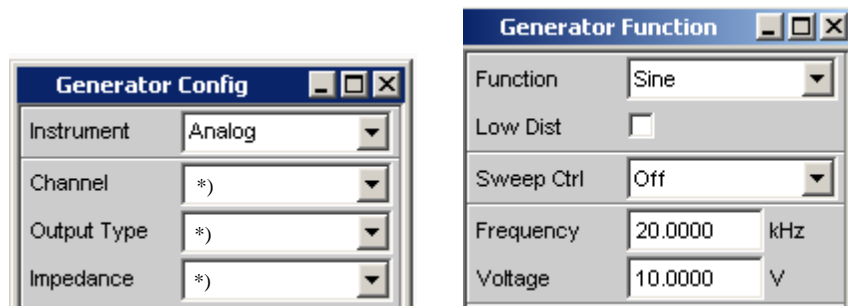 Generator Config
Instrument Analog
Channel *)
Output Type *)
Impedance *)
Generator Function
Function Sine
Low Dist
Sweep Ctrl Off
Frequency 20.0000 kHz
Voltage 10.0000 V